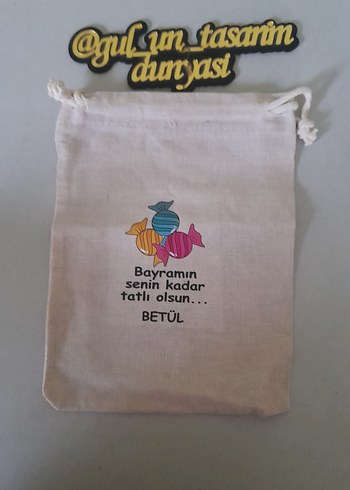 @gul_un_tasarim
dunyasi
Bayramın
senin kadar
tatlı olsun...
BETÜL